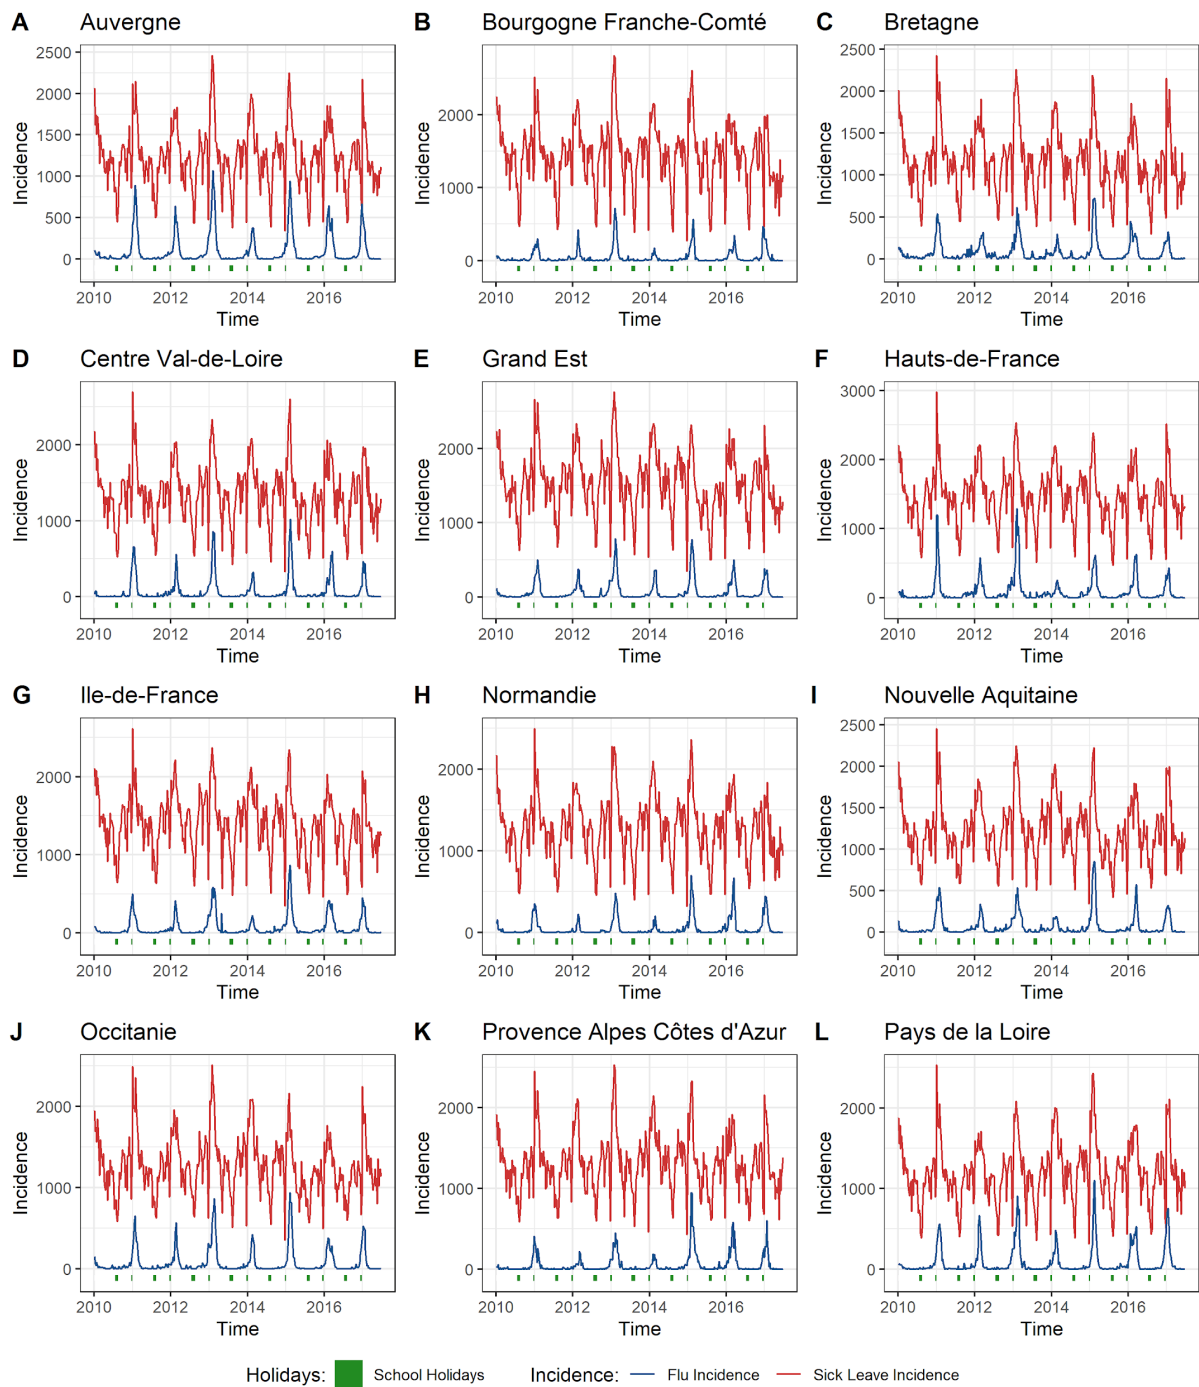 A Auvergne
Incidence
2500
2000
1500
1000
500
0
2010 2012 2014 2016
Time
B Bourgogne Franche-Comté
Incidence
2000
1000
0
2010 2012 2014 2016
Time
C Bretagne
Incidence
2500
2000
1500
1000
500
0
2010 2012 2014 2016
Time
D Centre Val-de-Loire
Incidence
2000
1000
0
2010 2012 2014 2016
Time
E Grand Est
Incidence
2000
1000
0
2010 2012 2014 2016
Time
F Hauts-de-France
Incidence
3000
2000
1000
0
2010 2012 2014 2016
Time
G Ile-de-France
Incidence
2000
1000
0
2010 2012 2014 2016
Time
H Normandie
Incidence
2000
1000
0
2010 2012 2014 2016
Time
I Nouvelle Aquitaine
Incidence
2500
2000
1500
1000
500
0
2010 2012 2014 2016
Time
J Occitanie
Incidence
2000
1000
0
2010 2012 2014 2016
Time
K Provence Alpes Côtes d'Azur
Incidence
2000
1000
0
2010 2012 2014 2016
Time
L Pays de la Loire
Incidence
2000
1000
0
2010 2012 2014 2016
Time
Holidays: School Holidays Incidence: Flu Incidence Sick Leave Incidence